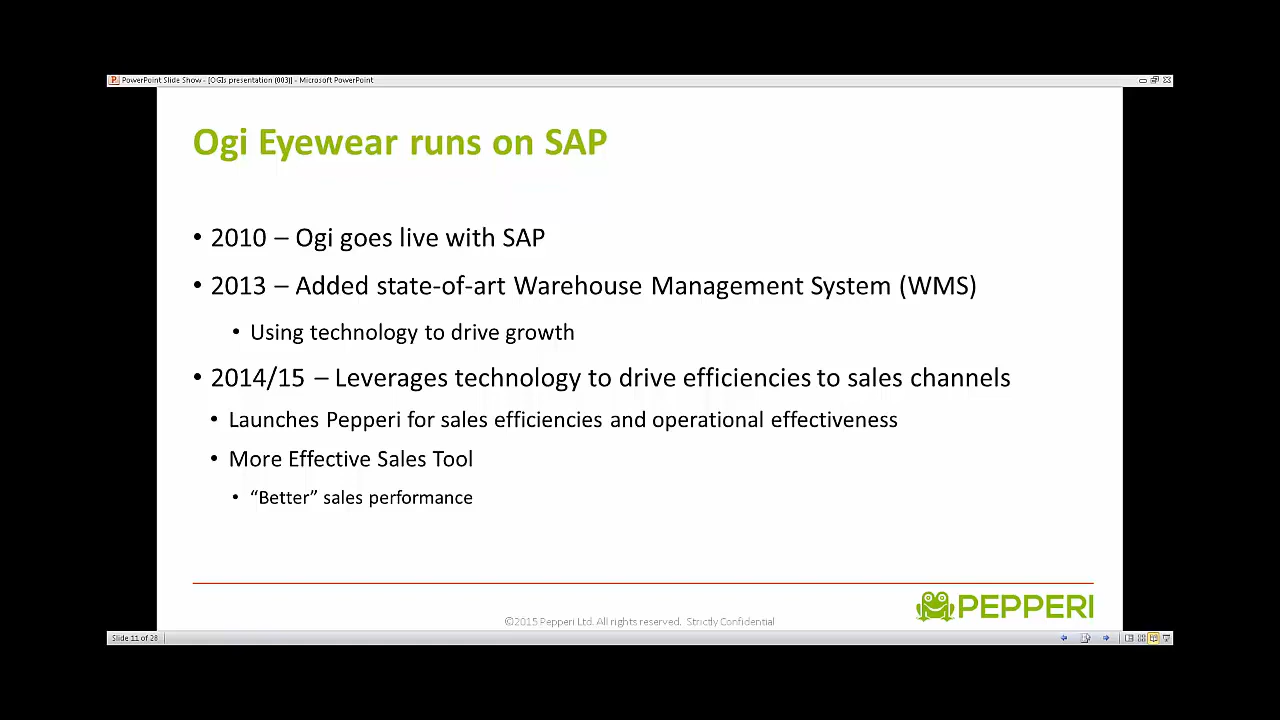 PowerPoint Slide Show - [OGIs presentation (003)] - Microsoft PowerPoint
Ogi Eyewear runs on SAP
• 2010 – Ogi goes live with SAP
• 2013 – Added state-of-art Warehouse Management System (WMS)
• Using technology to drive growth
• 2014/15 – Leverages technology to drive efficiencies to sales channels
• Launches Pepperi for sales efficiencies and operational effectiveness
• More Effective Sales Tool
• “Better” sales performance
PEPPERI
©2015 Pepperi Ltd. All rights reserved. Strictly Confidential
Slide 11 of 28